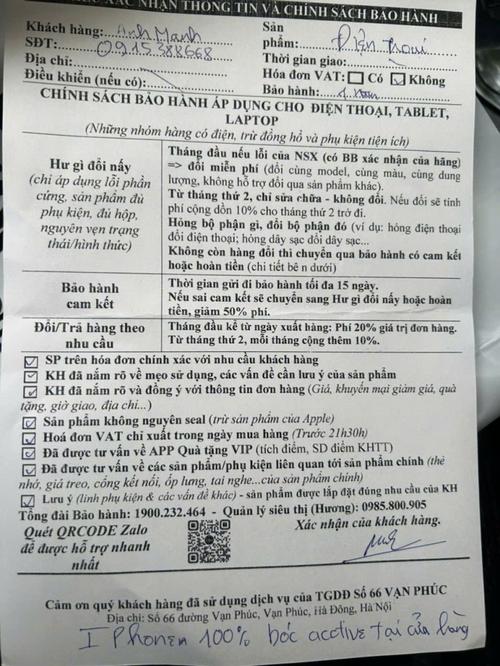 XÁC NHẬN THÔNG TIN VÀ CHÍNH SÁCH BẢO HÀNH
Khách hàng: Anh Mạnh
SĐT: 0915388668
Địa chỉ:
Điều khiển (nếu có):
Sản phẩm: Điện thoại
Thời gian giao:
Hóa đơn VAT: Có Không
Bảo hành: 1 năm
CHÍNH SÁCH BẢO HÀNH ÁP DỤNG CHO ĐIỆN THOẠI, TABLET,
LAPTOP
(Những nhóm hàng có điện, trừ đồng hồ và phụ kiện tiện ích)
Hư gì đổi nấy
(chỉ áp dụng lỗi phần
cứng, sản phẩm đủ
phụ kiện, đủ hộp,
nguyên vẹn trạng
thái/hình thức)
Tháng đầu nếu lỗi của NSX (có BB xác nhận của hãng)
=> đổi miễn phí (đổi cùng model, cùng màu, cùng dung
lượng, không hỗ trợ đổi qua sản phẩm khác).
Từ tháng thứ 2, chỉ sửa chữa - không đổi. Nếu đổi sẽ tính
phí cộng dồn 10% cho tháng thứ 2 trở đi.
Hỏng bộ phận gì, đổi bộ phận đó (ví dụ: hỏng điện thoại
đổi điện thoại; hỏng dây sạc đổi dây sạc...
Không còn hàng đổi thì chuyển qua bảo hành có cam kết
hoặc hoàn tiền (chi tiết bê n dưới)
Bảo hành
cam kết
Thời gian gửi đi bảo hành tối đa 15 ngày.
Nếu sai cam kết sẽ chuyển sang Hư gì đổi nấy hoặc hoàn
tiền, giảm 50% phí.
Đổi/Trả hàng theo
nhu cầu
Tháng đầu kể từ ngày xuất hàng: Phí 20% giá trị đơn hàng.
Từ tháng thứ 2, mỗi tháng cộng thêm 10%.
SP trên hóa đơn chính xác với nhu cầu khách hàng
KH đã nắm rõ về mẹo sử dụng, các vấn đề cần lưu ý của sản phẩm
KH đã nắm rõ và đồng ý với thông tin đơn hàng (Giá, khuyến mại giảm giá, quà
tặng, giờ giao, địa chỉ...)
Sản phẩm không nguyên seal (trừ sản phẩm của Apple)
Hoá đơn VAT chỉ xuất trong ngày mua hàng (Trước 21h30)
Đã được tư vấn về APP Quà tặng VIP (tích điểm, SD điểm KHTT)
Đã được tư vấn về các sản phẩm/phụ kiện liên quan tới sản phẩm chính (thẻ
nhớ, giá treo, cổng kết nối, ốp lưng, tai nghe...của sản phẩm chính)
Lưu ý (linh phụ kiện & các vấn đề khác) - sản phẩm được lắp đặt đúng nhu cầu của KH
Tổng đài Bảo hành: 1900.232.464 - Quản lý siêu thị (Hương): 0985.800.905
Quét QRCODE Zalo
để được hỗ trợ nhanh
nhất
Xác nhận của khách hàng.
Cảm ơn quý khách hàng đã sử dụng dịch vụ của TGDĐ Số 66 VẠN PHÚC
Địa chỉ: Số 66 đường Vạn Phúc, Vạn Phúc, Hà Đông, Hà Nội
100% bóc acctive tại cửa hàng